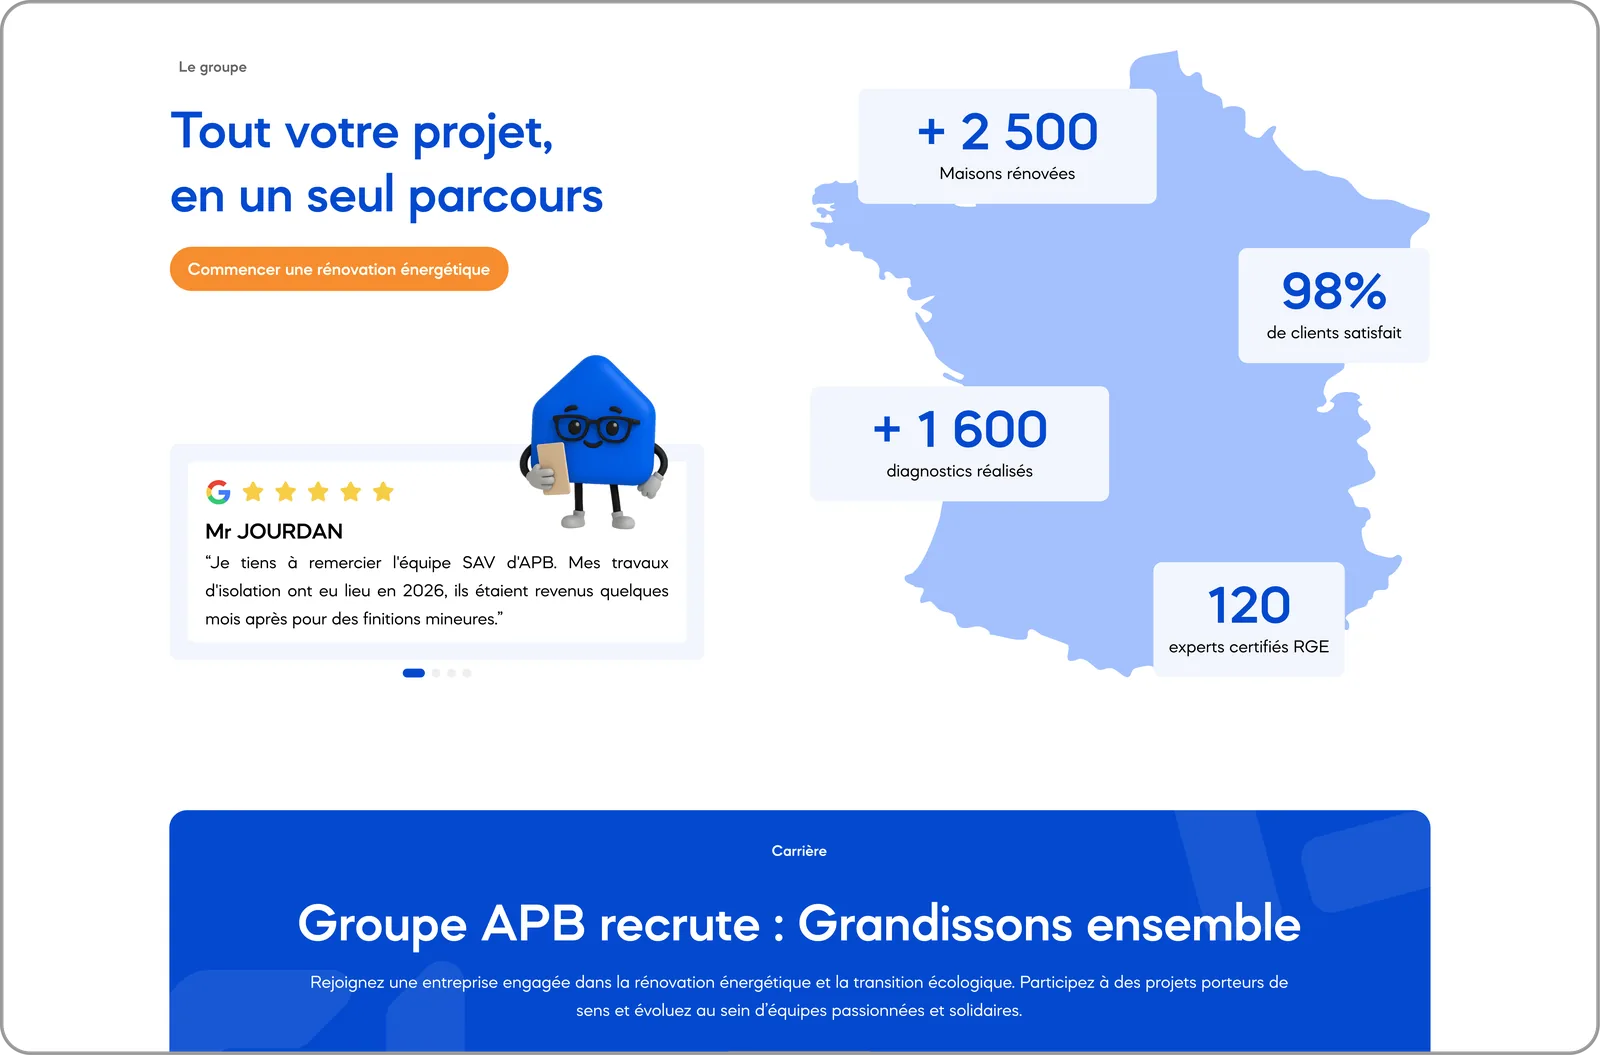 Le groupe
Tout votre projet,
en un seul parcours
Commencer une rénovation énergétique
Mr JOURDAN
“Je tiens à remercier l'équipe SAV d'APB. Mes travaux
d'isolation ont eu lieu en 2026, ils étaient revenus quelques
mois après pour des finitions mineures.”
+ 2 500
Maisons rénovées
98%
de clients satisfait
+ 1 600
diagnostics réalisés
120
experts certifiés RGE
Carrière
Groupe APB recrute : Grandissons ensemble
Rejoignez une entreprise engagée dans la rénovation énergétique et la transition écologique. Participez à des projets porteurs de
sens et évoluez au sein d’équipes passionnées et solidaires.